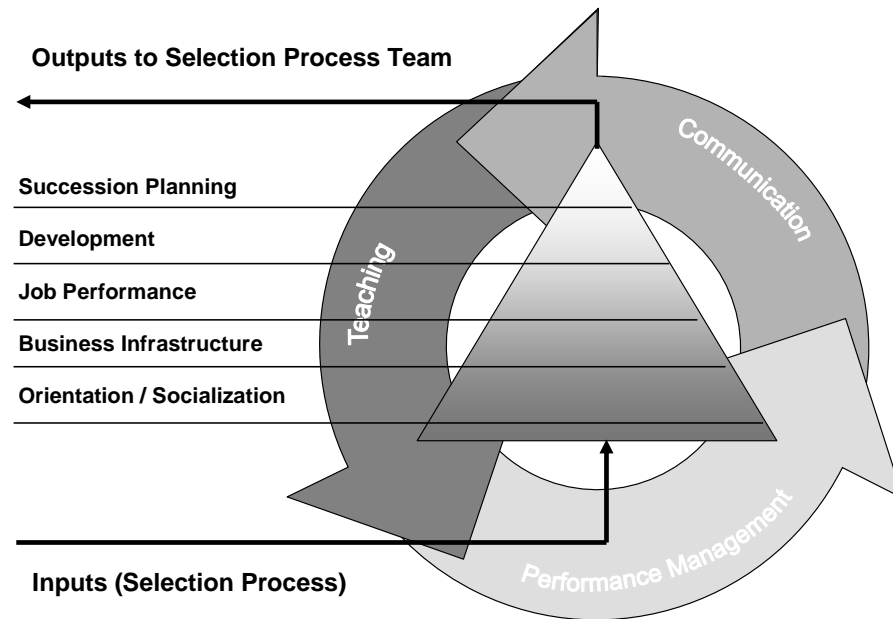 Outputs to Selection Process Team
Communication
Succession Planning
Development
Teaching
Job Performance
Business Infrastructure
Orientation / Socialization
Performance Management
Inputs (Selection Process)